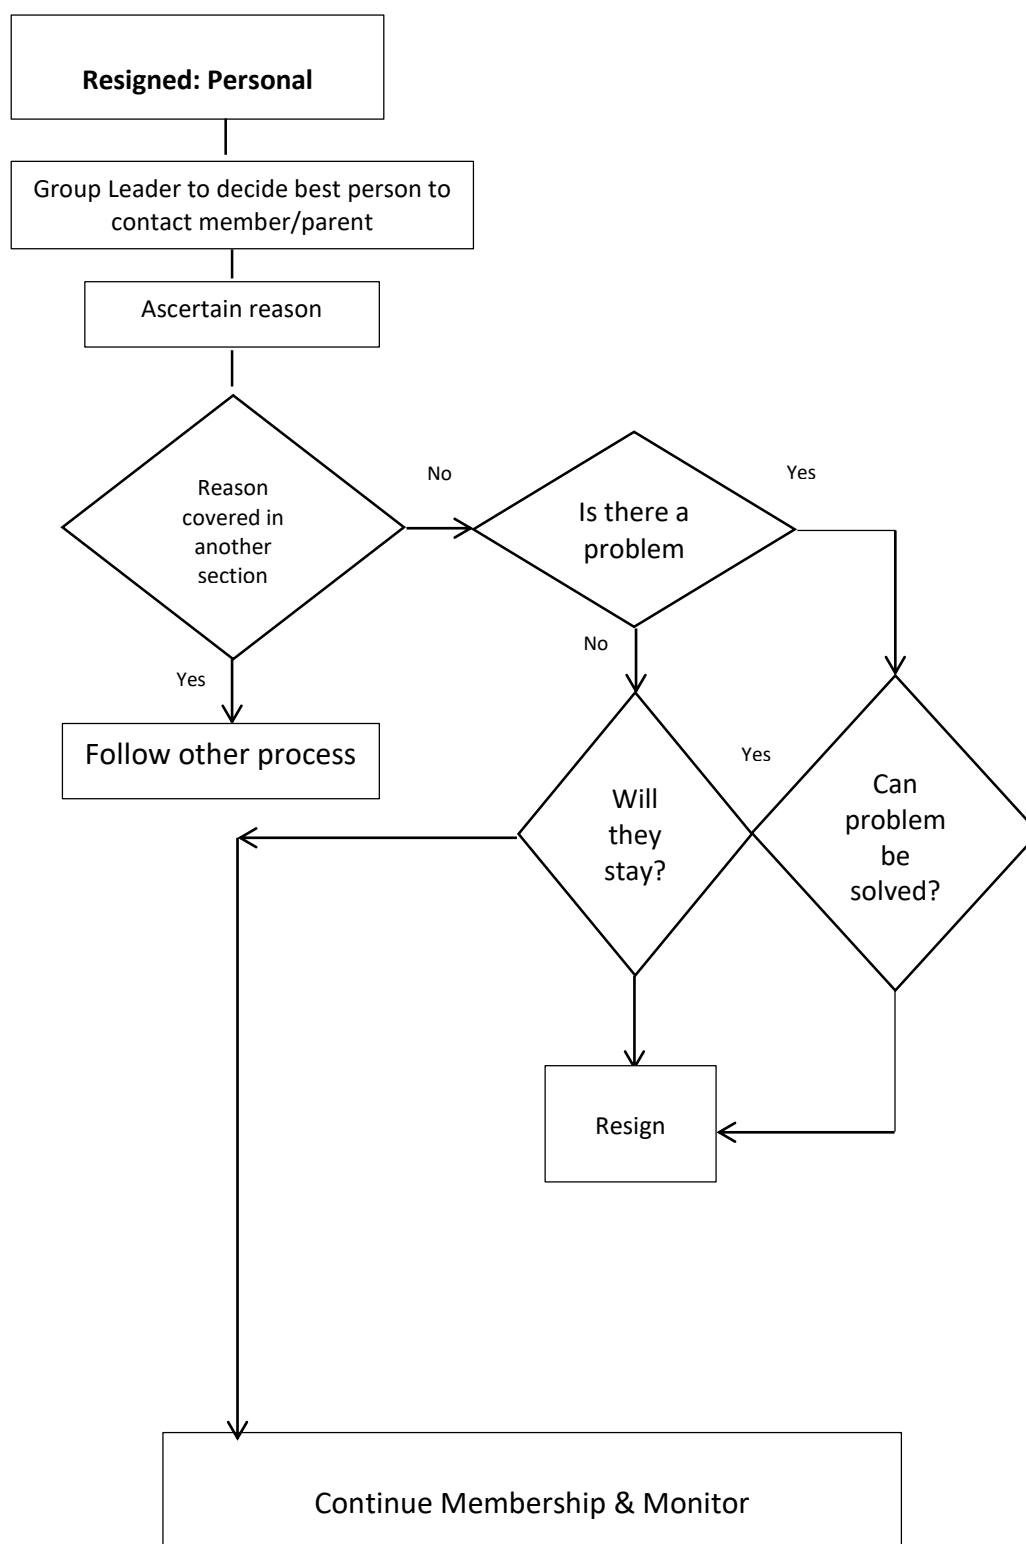 Resigned: Personal
Group Leader to decide best person to
contact member/parent
Ascertain reason
Reason
covered in
another
section
No
Is there a
problem
Yes
No
Yes
Follow other process
Will
they
stay?
Yes
Can
problem
be
solved?
Resign
Continue Membership & Monitor